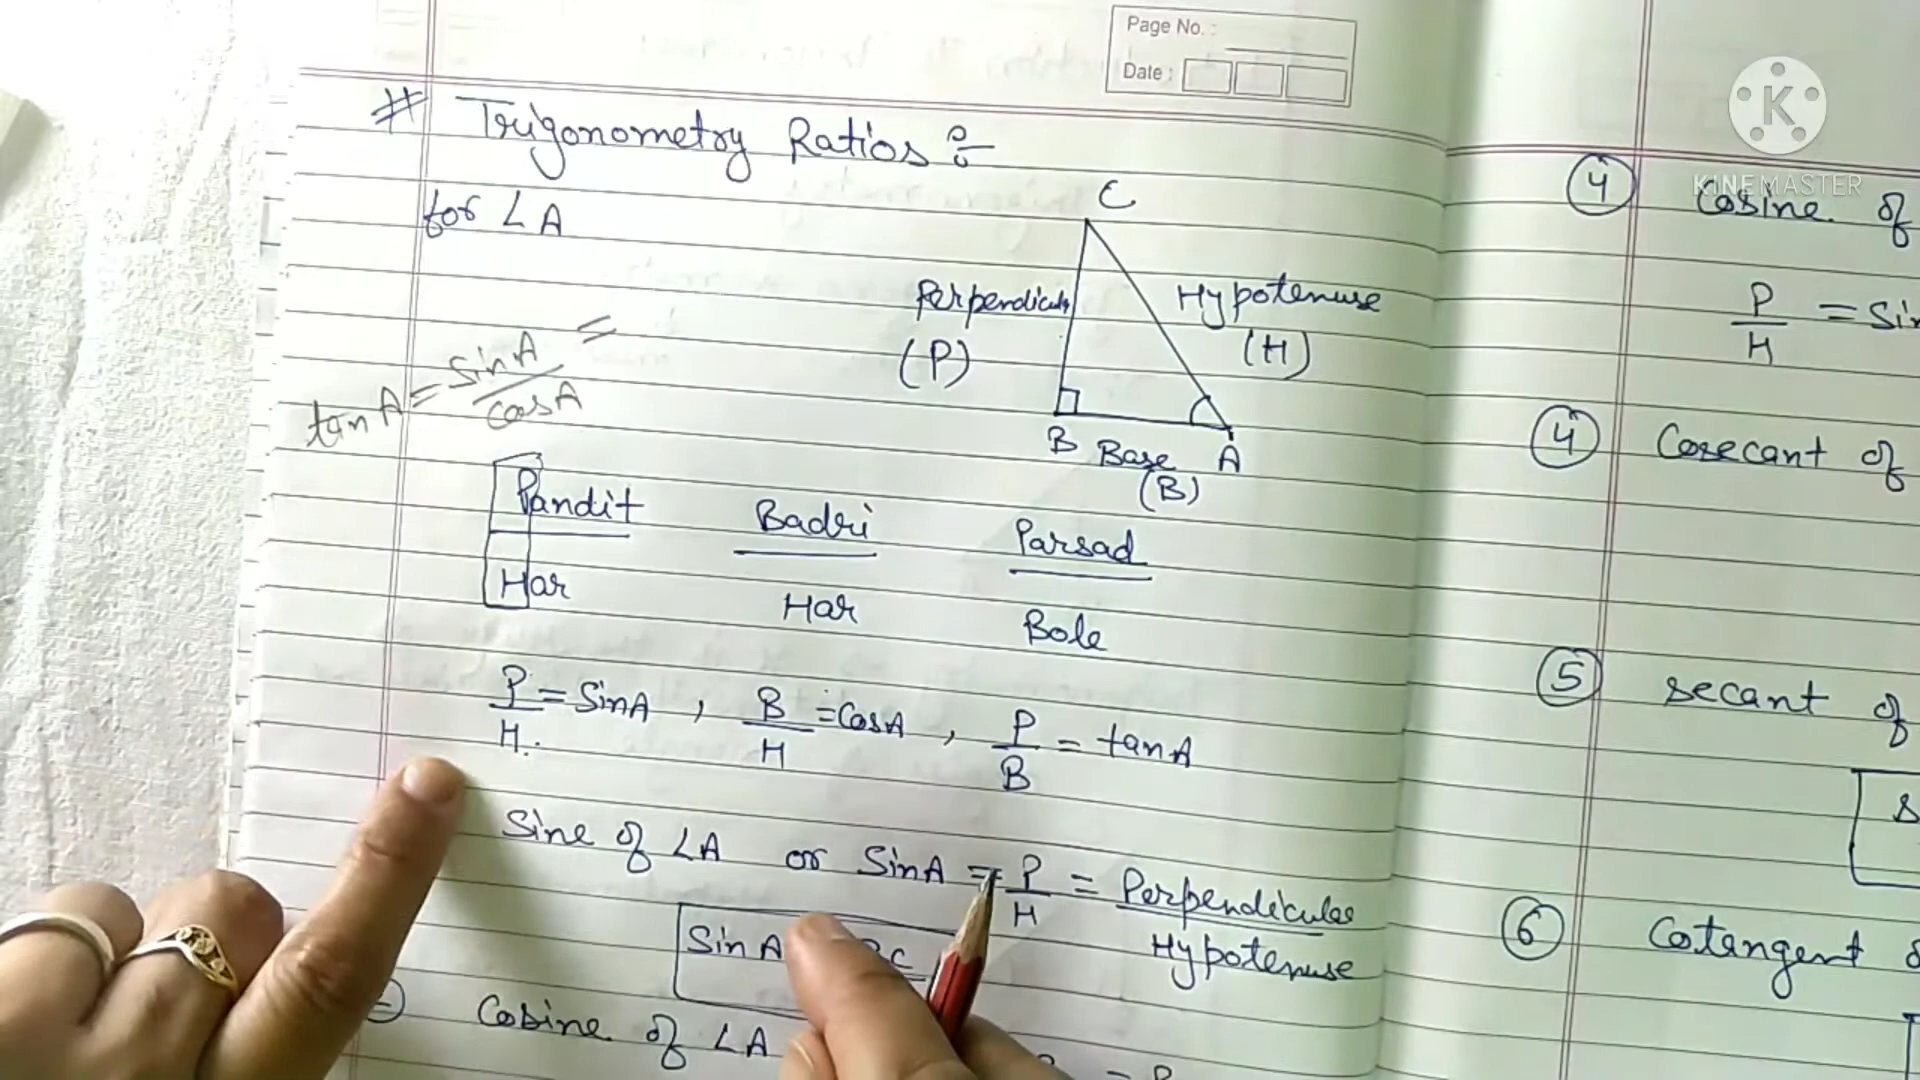 Page No. :
Date :
K
KINEMASTER
# Trigonometry Ratios :-
for ∠A
C
Perpendicular
(P)
Hypotenuse
(H)
B Base A
(B)
tanA = sinA / cosA =
Pandit Badri Parsad
Har Har Bole
P/H = SinA , B/H = CosA , P/B = tanA
Sine of ∠A or SinA = P/H = Perpendicular / Hypotenuse
SinA
Cosine of ∠A
④ Cosine of
P/H = Sin
④ Cosecant of
⑤ secant of
S
⑥ Cotangent